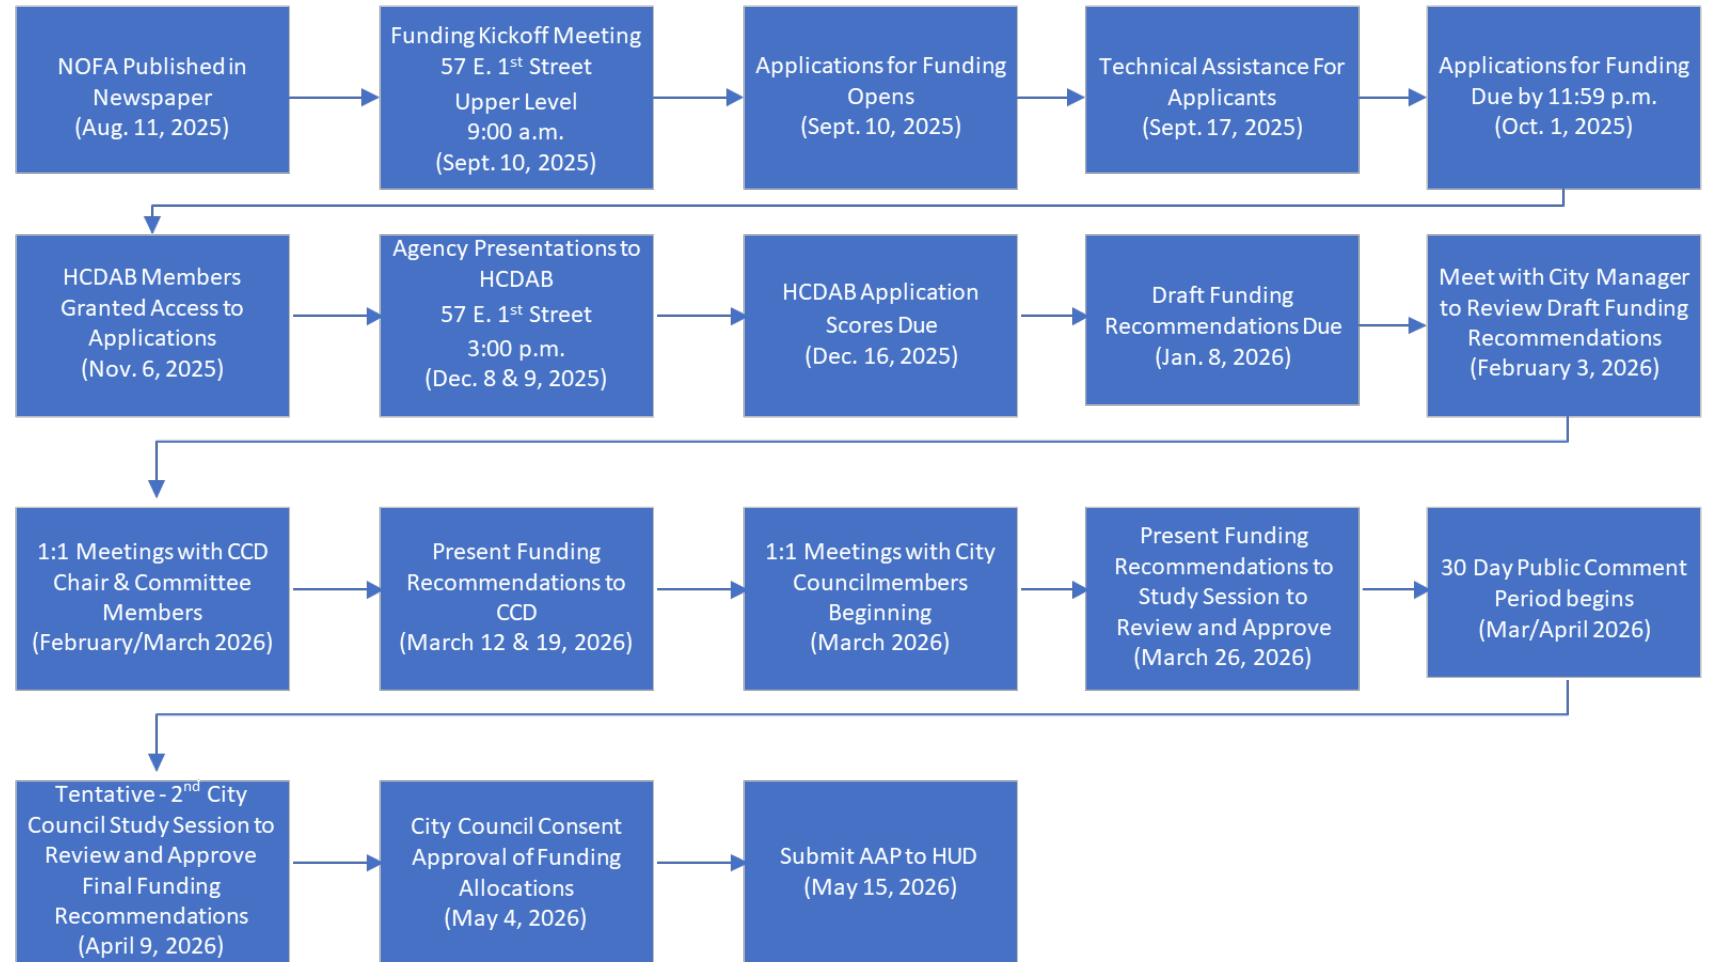 NOFA Published in
Newspaper
(Aug. 11, 2025)
Funding Kickoff Meeting
57 E. 1st Street
Upper Level
9:00 a.m.
(Sept. 10, 2025)
Applications for Funding
Opens
(Sept. 10, 2025)
Technical Assistance For
Applicants
(Sept. 17, 2025)
Applications for Funding
Due by 11:59 p.m.
(Oct. 1, 2025)
HCDAB Members
Granted Access to
Applications
(Nov. 6, 2025)
Agency Presentations to
HCDAB
57 E. 1st Street
3:00 p.m.
(Dec. 8 & 9, 2025)
HCDAB Application
Scores Due
(Dec. 16, 2025)
Draft Funding
Recommendations Due
(Jan. 8, 2026)
Meet with City Manager
to Review Draft Funding
Recommendations
(February 3, 2026)
1:1 Meetings with CCD
Chair & Committee
Members
(February/March 2026)
Present Funding
Recommendations to
CCD
(March 12 & 19, 2026)
1:1 Meetings with City
Councilmembers
Beginning
(March 2026)
Present Funding
Recommendations to
Study Session to
Review and Approve
(March 26, 2026)
30 Day Public Comment
Period begins
(Mar/April 2026)
Tentative - 2nd City
Council Study Session to
Review and Approve
Final Funding
Recommendations
(April 9, 2026)
City Council Consent
Approval of Funding
Allocations
(May 4, 2026)
Submit AAP to HUD
(May 15, 2026)